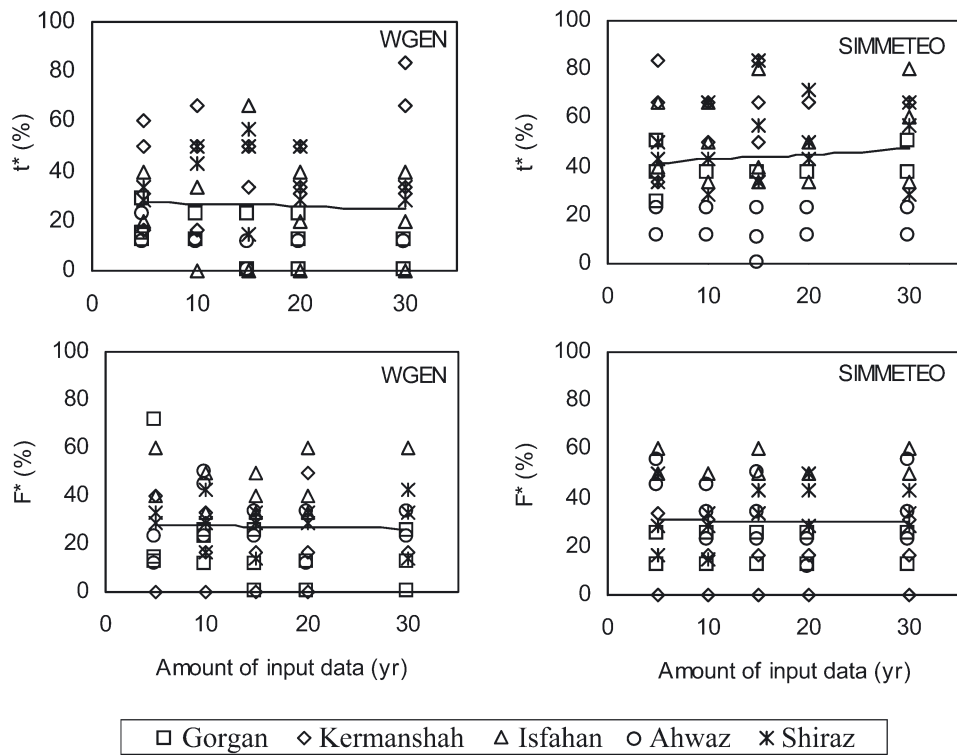 WGEN
t* (%)
100
80
60
40
20
0
0 10 20 30
SIMMETEO
t* (%)
100
80
60
40
20
0
0 10 20 30
WGEN
F* (%)
100
80
60
40
20
0
0 10 20 30
Amount of input data (yr)
SIMMETEO
F* (%)
100
80
60
40
20
0
0 10 20 30
Amount of input data (yr)
Gorgan Kermanshah Isfahan Ahwaz Shiraz